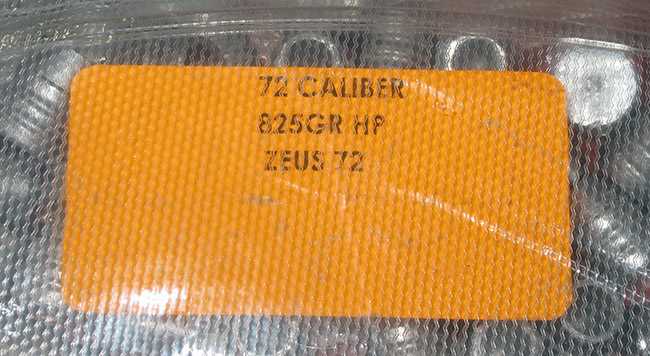 72 CALIBER
825GR HP
ZEUS 72